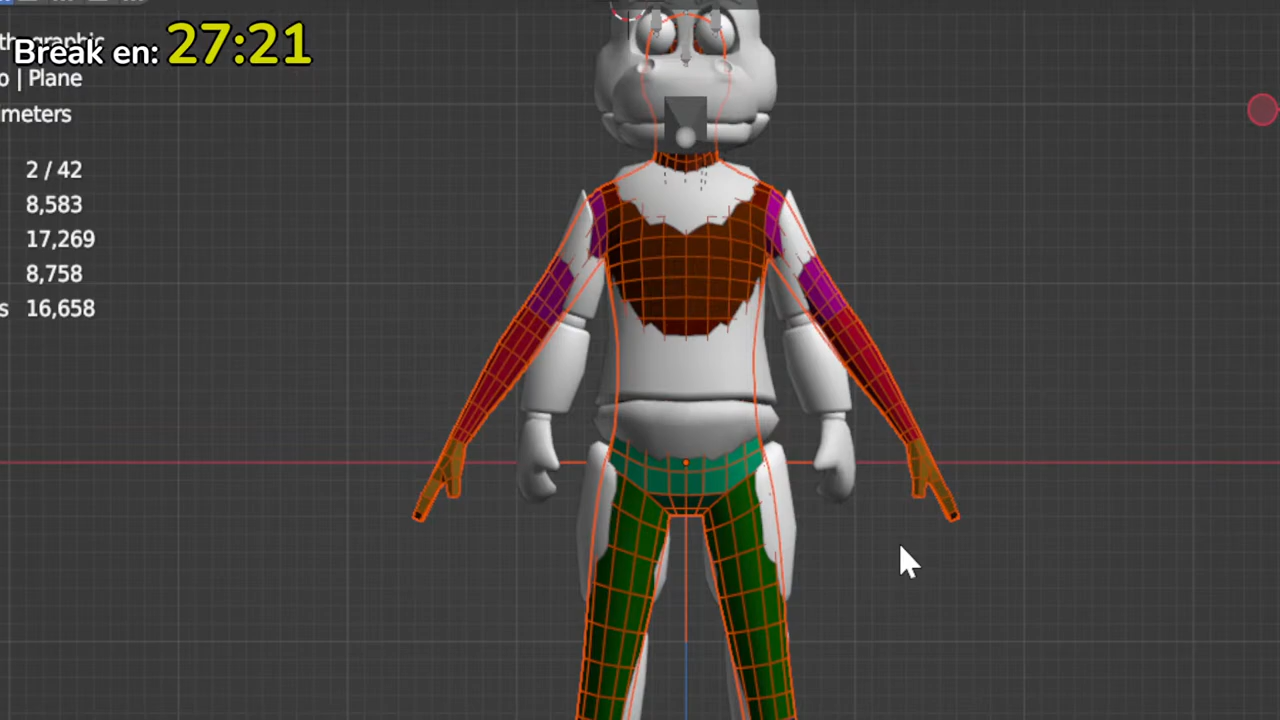 Break en: 27:21
o | Plane
meters
2 / 42
8,583
17,269
8,758
s 16,658